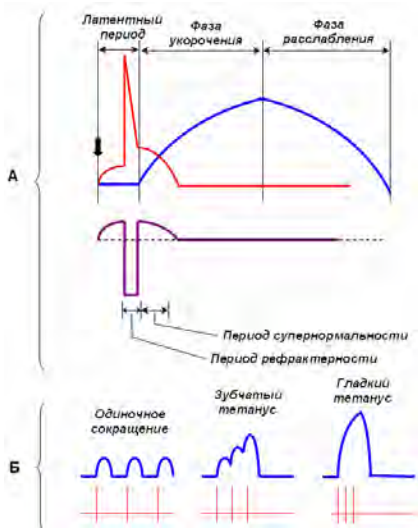 Латентный
период
Фаза
укорочения
Фаза
расслабления
А
Период супернормальности
Период рефрактерности
Б
Одиночное
сокращение
Зубчатый
тетанус
Гладкий
тетанус